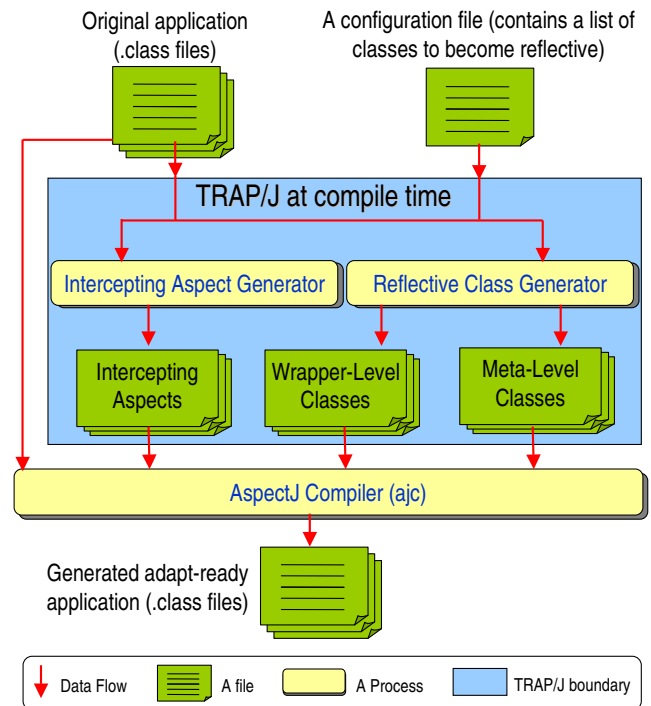 Original application
(.class files)
A configuration file (contains a list of
classes to become reflective)
TRAP/J at compile time
Intercepting Aspect Generator
Reflective Class Generator
Intercepting
Aspects
Wrapper-Level
Classes
Meta-Level
Classes
AspectJ Compiler (ajc)
Generated adapt-ready
application (.class files)
Data Flow
A file
A Process
TRAP/J boundary